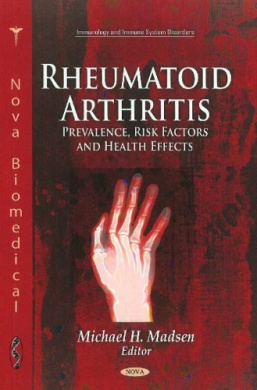 Immunology and Immune System Disorders
RHEUMATOID
ARTHRITIS
PREVALENCE, RISK FACTORS
AND HEALTH EFFECTS
Nova Biomedical
Michael H. Madsen
Editor
NOVA